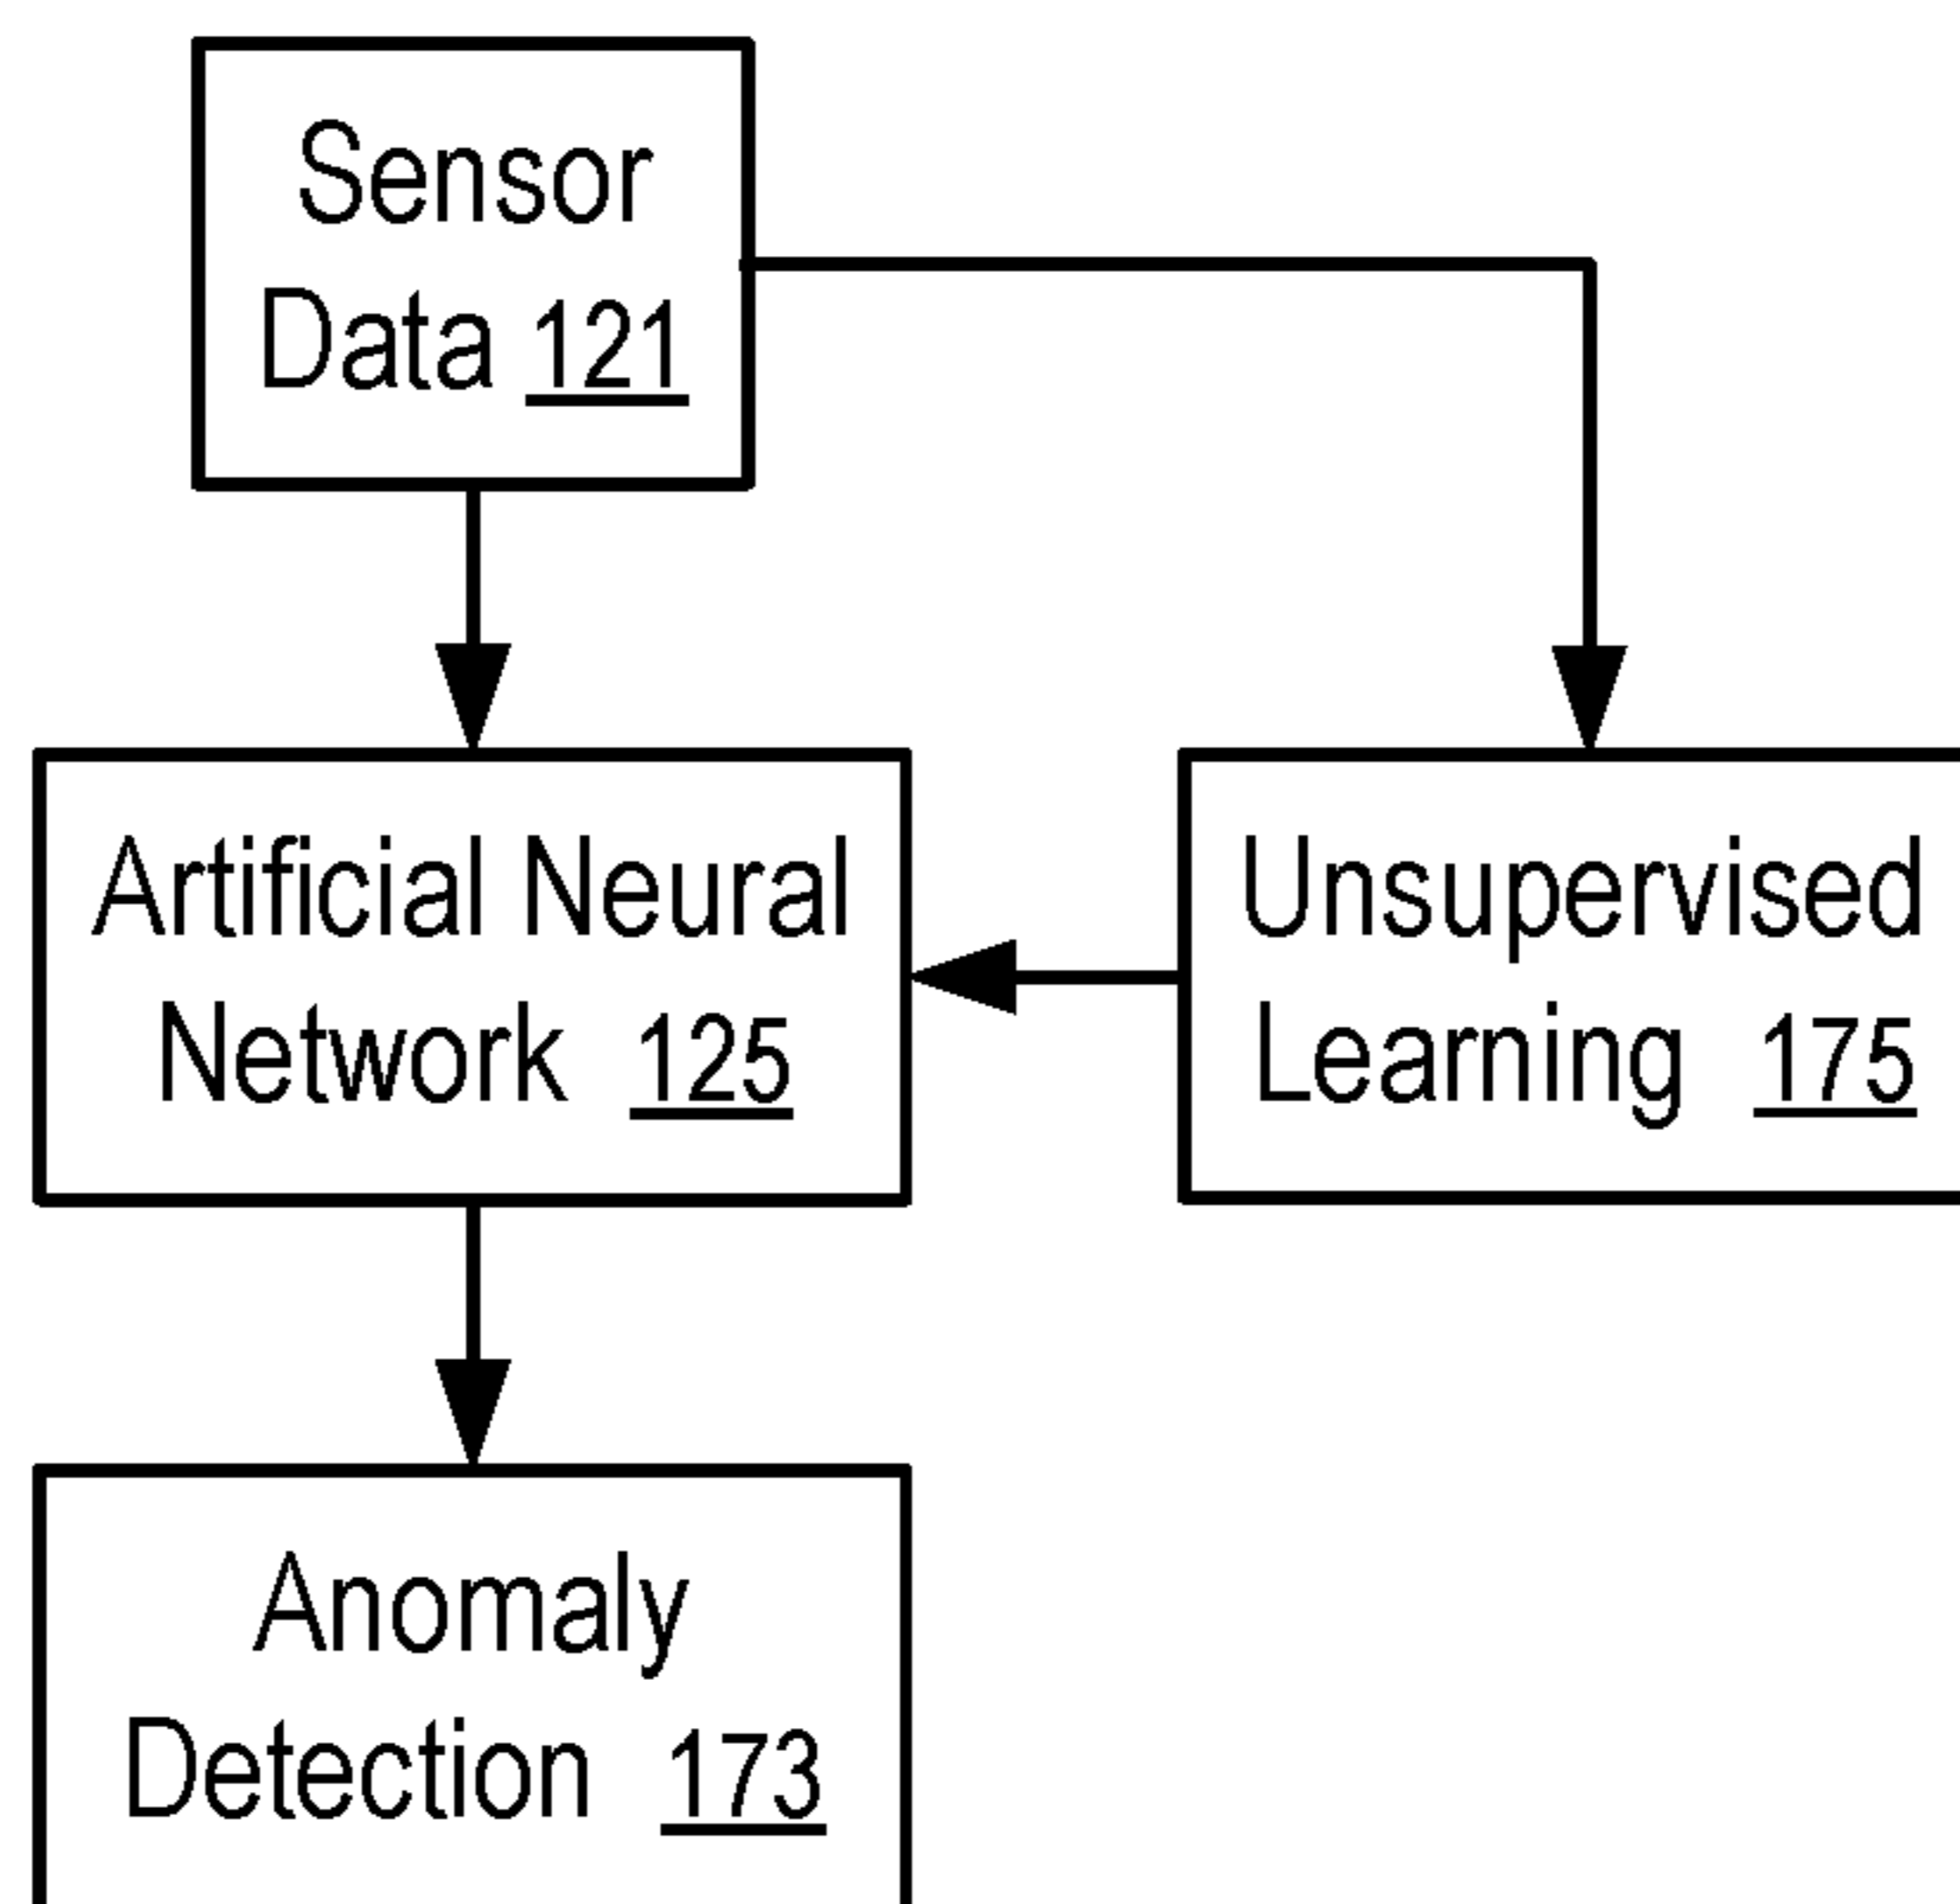 Sensor
Data 121
Artificial Neural
Network 125
Unsupervised
Learning 175
Anomaly
Detection 173